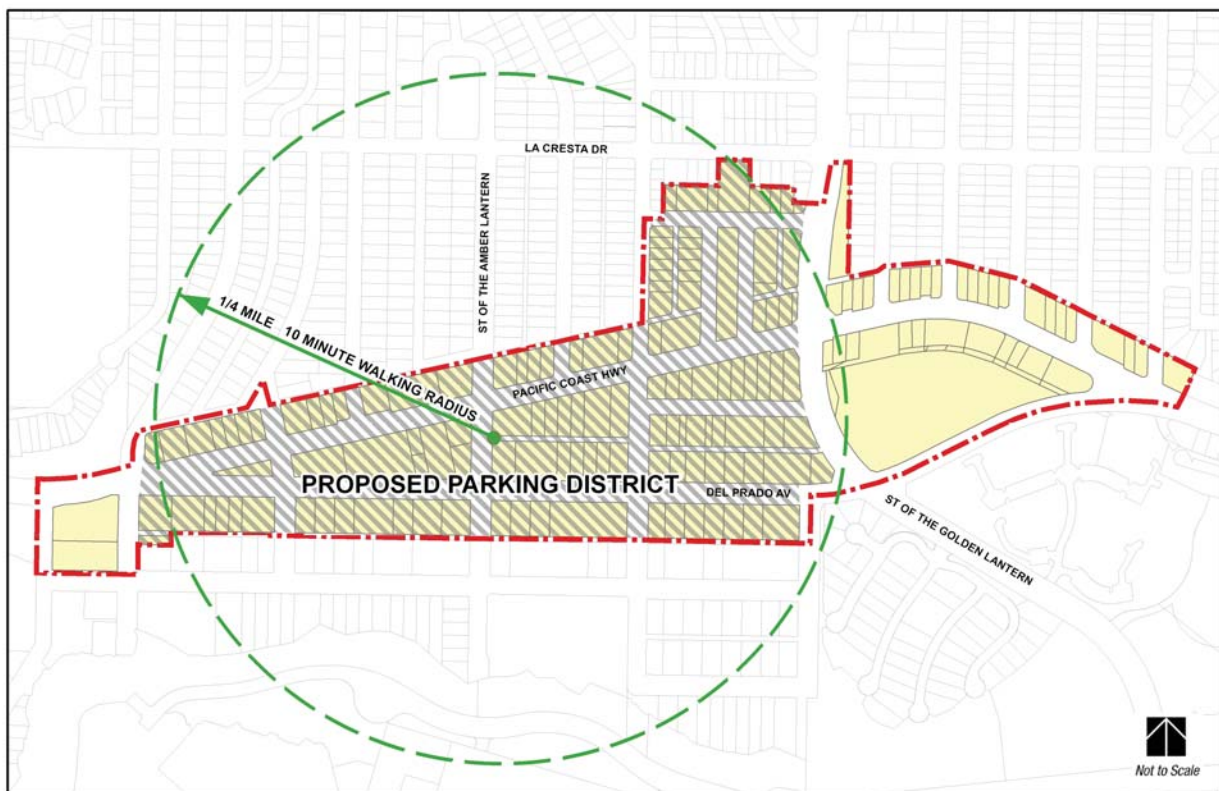 LA CRESTA DR
ST OF THE AMBER LANTERN
1/4 MILE   10 MINUTE WALKING RADIUS
PACIFIC COAST HWY
PROPOSED PARKING DISTRICT
DEL PRADO AV
ST OF THE GOLDEN LANTERN
Not to Scale